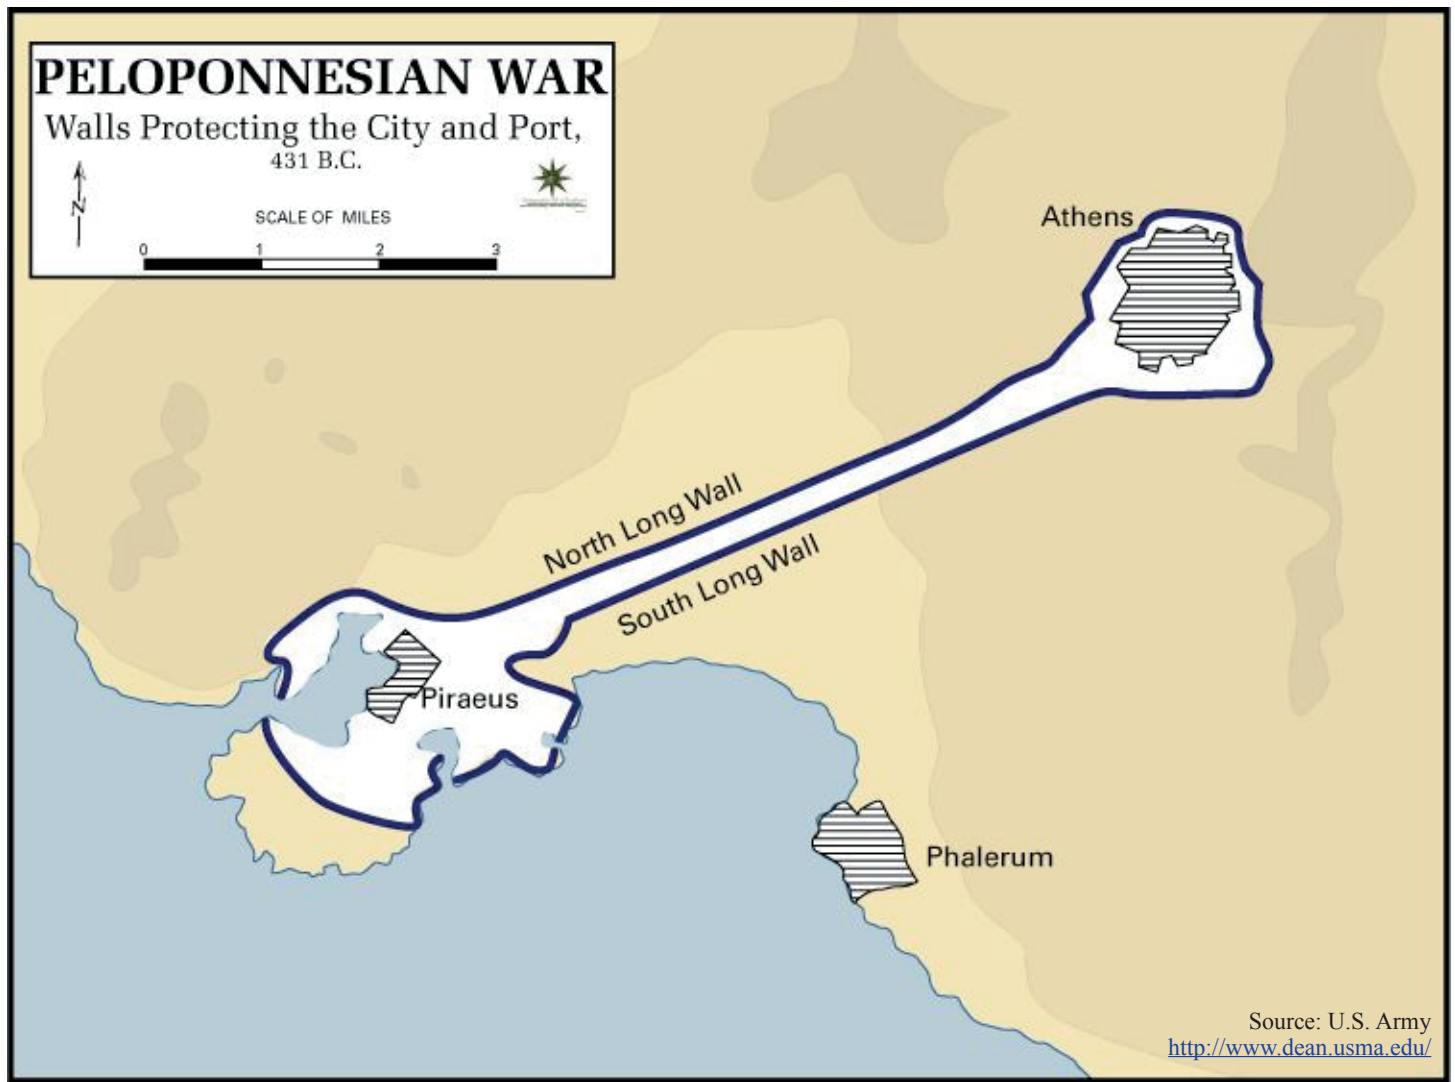 PELOPONNESIAN WAR
Walls Protecting the City and Port,
431 B.C.
N
SCALE OF MILES
0 1 2 3
Athens
North Long Wall
South Long Wall
Piraeus
Phalerum
Source: U.S. Army
http://www.dean.usma.edu/